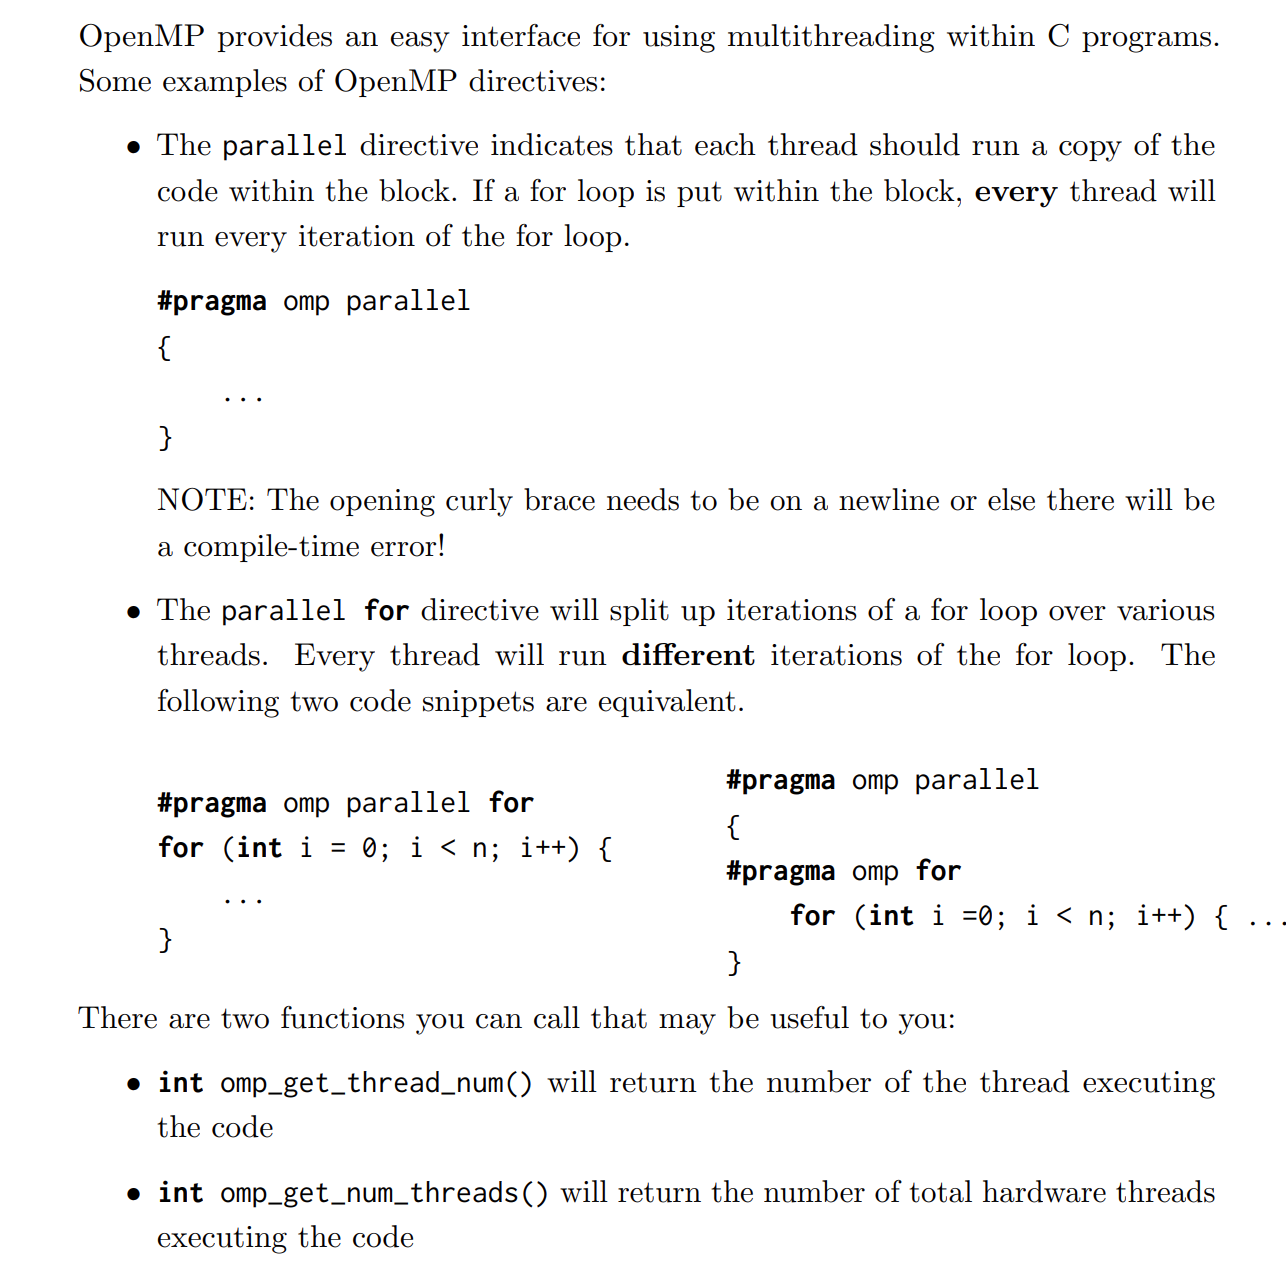 OpenMP provides an easy interface for using multithreading within C programs.
Some examples of OpenMP directives:
• The parallel directive indicates that each thread should run a copy of the
code within the block. If a for loop is put within the block, every thread will
run every iteration of the for loop.
#pragma omp parallel
{
...
}
NOTE: The opening curly brace needs to be on a newline or else there will be
a compile-time error!
• The parallel for directive will split up iterations of a for loop over various
threads. Every thread will run different iterations of the for loop. The
following two code snippets are equivalent.
#pragma omp parallel for
for (int i = 0; i < n; i++) {
...
}
#pragma omp parallel
{
#pragma omp for
for (int i =0; i < n; i++) { ...
}
There are two functions you can call that may be useful to you:
• int omp_get_thread_num() will return the number of the thread executing
the code
• int omp_get_num_threads() will return the number of total hardware threads
executing the code